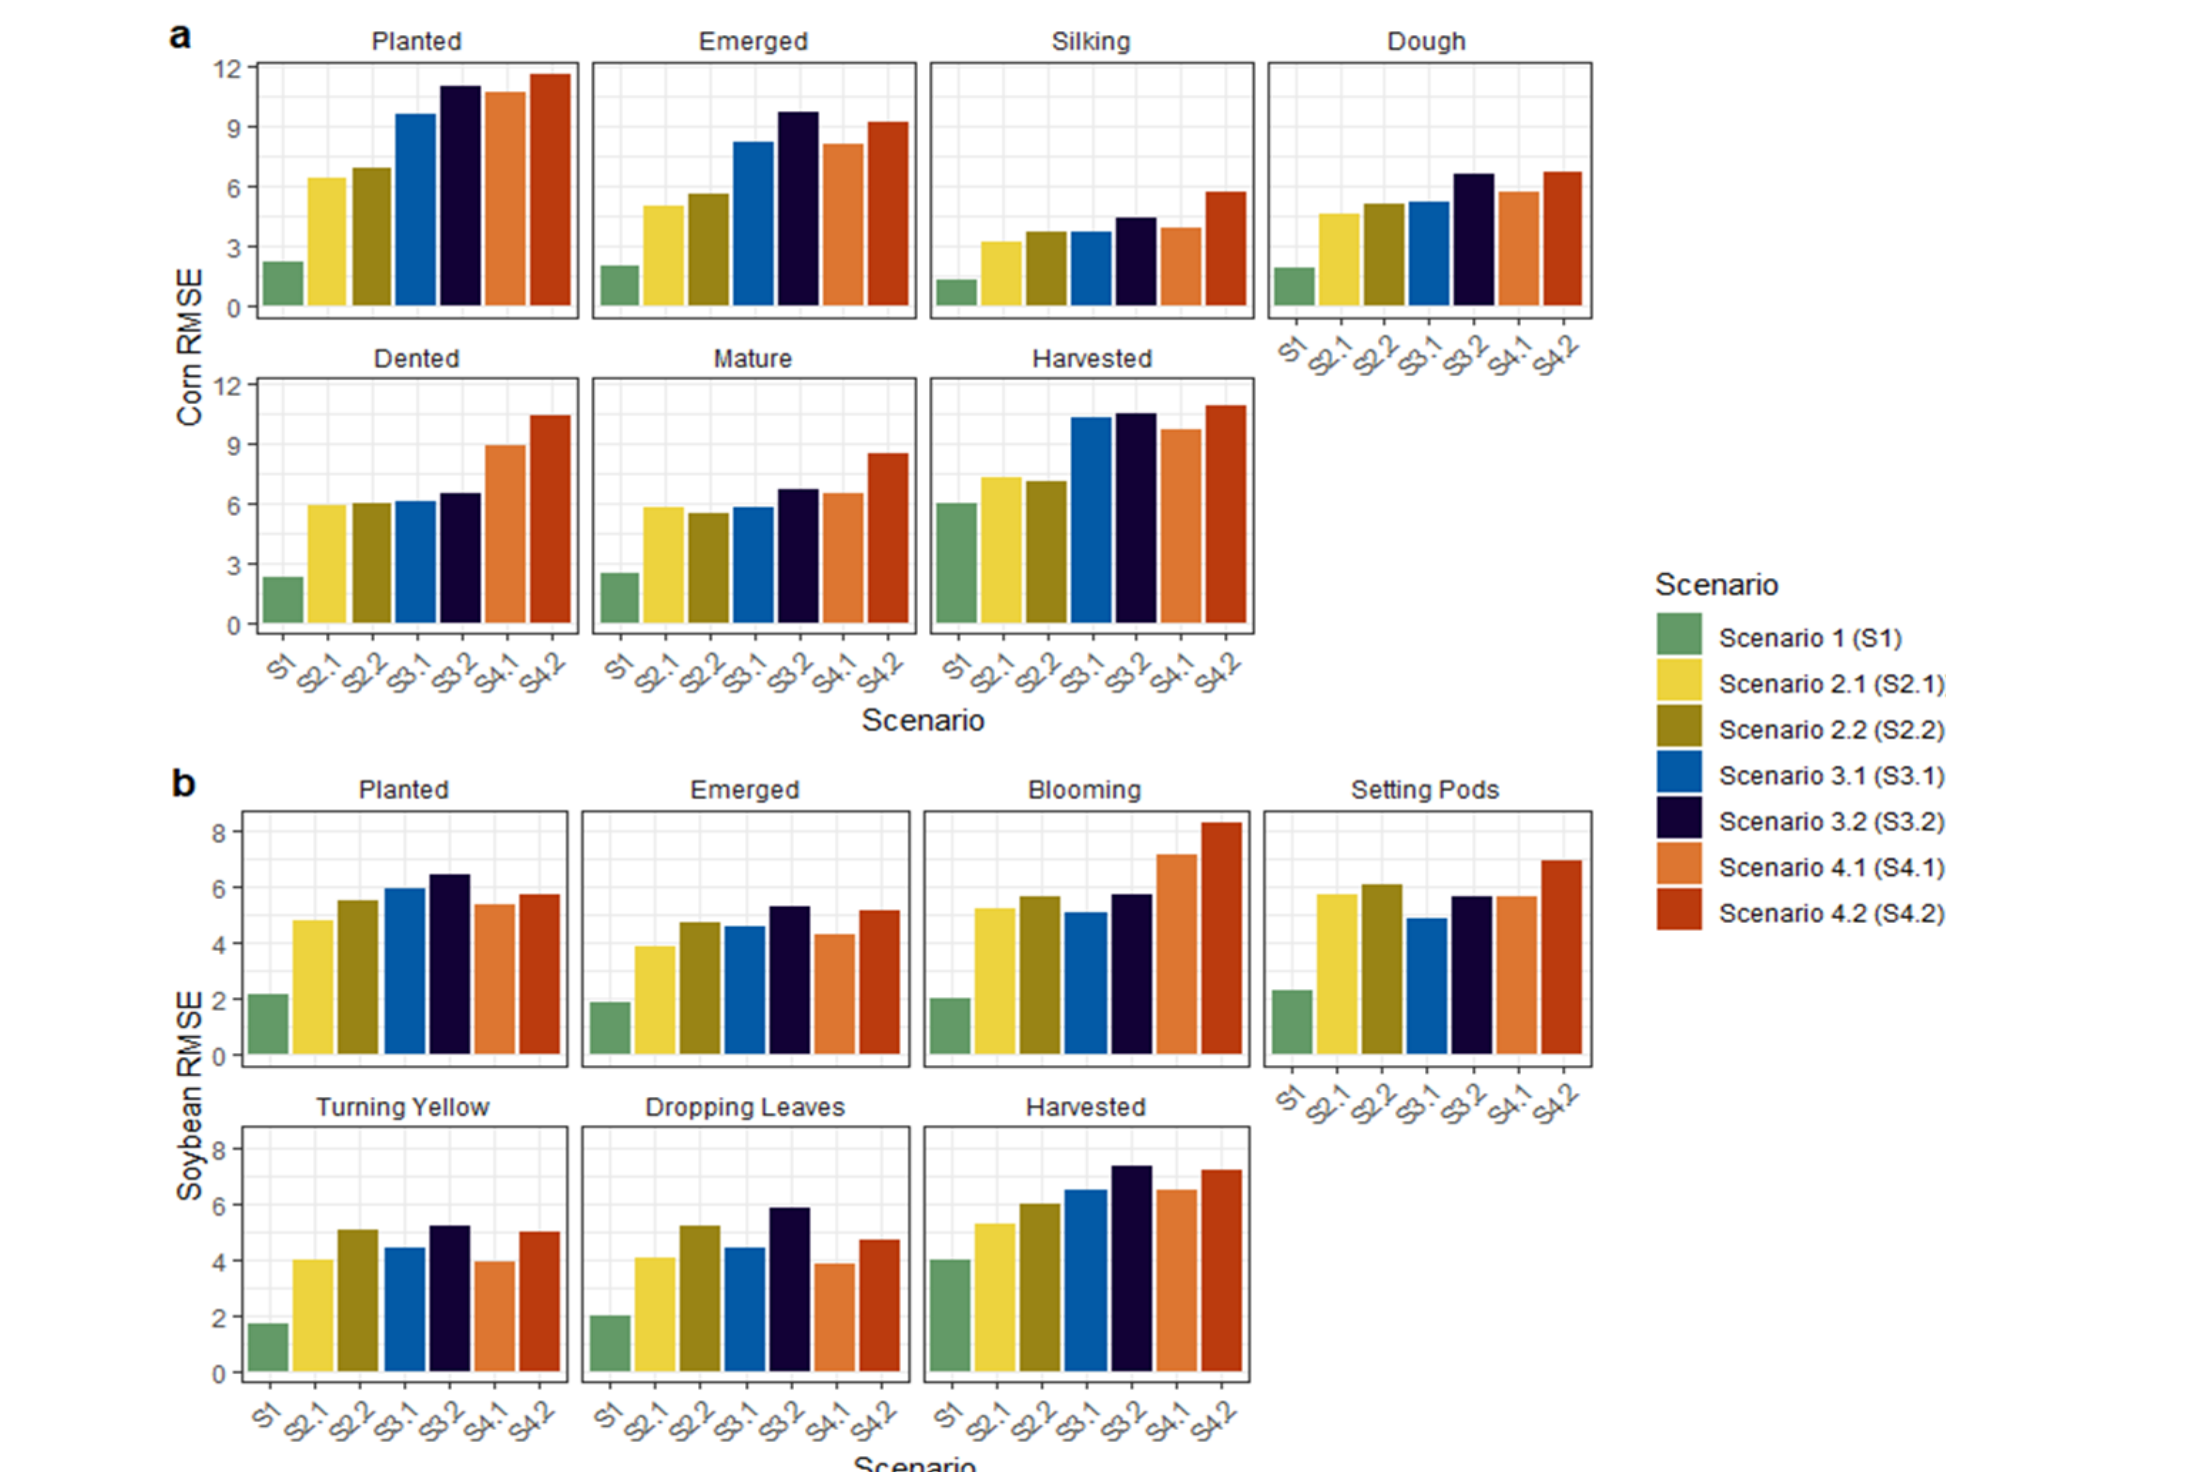 a
Planted
Emerged
Silking
Dough
12
9
6
3
0
Corn RMSE
S1 S2.1 S2.2 S3.1 S3.2 S4.1 S4.2
Dented
Mature
Harvested
12
9
6
3
0
S1 S2.1 S2.2 S3.1 S3.2 S4.1 S4.2
S1 S2.1 S2.2 S3.1 S3.2 S4.1 S4.2
S1 S2.1 S2.2 S3.1 S3.2 S4.1 S4.2
Scenario
Scenario
Scenario 1 (S1)
Scenario 2.1 (S2.1)
Scenario 2.2 (S2.2)
Scenario 3.1 (S3.1)
Scenario 3.2 (S3.2)
Scenario 4.1 (S4.1)
Scenario 4.2 (S4.2)
b
Planted
Emerged
Blooming
Setting Pods
8
6
4
2
0
Soybean RMSE
S1 S2.1 S2.2 S3.1 S3.2 S4.1 S4.2
Turning Yellow
Dropping Leaves
Harvested
8
6
4
2
0
S1 S2.1 S2.2 S3.1 S3.2 S4.1 S4.2
S1 S2.1 S2.2 S3.1 S3.2 S4.1 S4.2
S1 S2.1 S2.2 S3.1 S3.2 S4.1 S4.2
Scenario